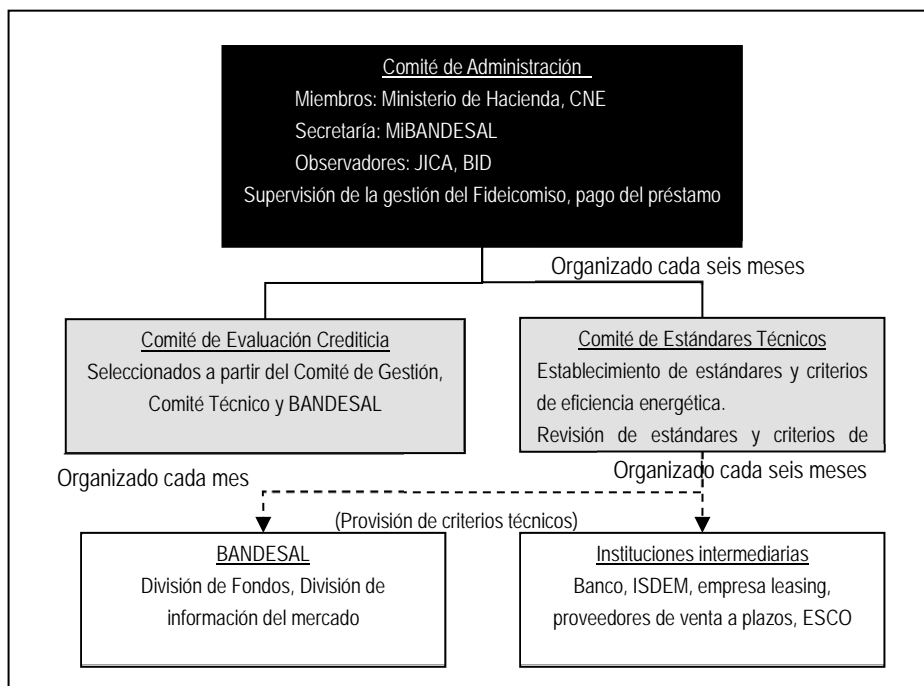 Comité de Administración
Miembros: Ministerio de Hacienda, CNE
Secretaría: MiBANDESAL
Observadores: JICA, BID
Supervisión de la gestión del Fideicomiso, pago del préstamo
Organizado cada seis meses
Comité de Evaluación Crediticia
Seleccionados a partir del Comité de Gestión,
Comité Técnico y BANDESAL
Comité de Estándares Técnicos
Establecimiento de estándares y criterios
de eficiencia energética.
Revisión de estándares y criterios de
Organizado cada mes
Organizado cada seis meses
(Provisión de criterios técnicos)
BANDESAL
División de Fondos, División de
información del mercado
Instituciones intermediarias
Banco, ISDEM, empresa leasing,
proveedores de venta a plazos, ESCO